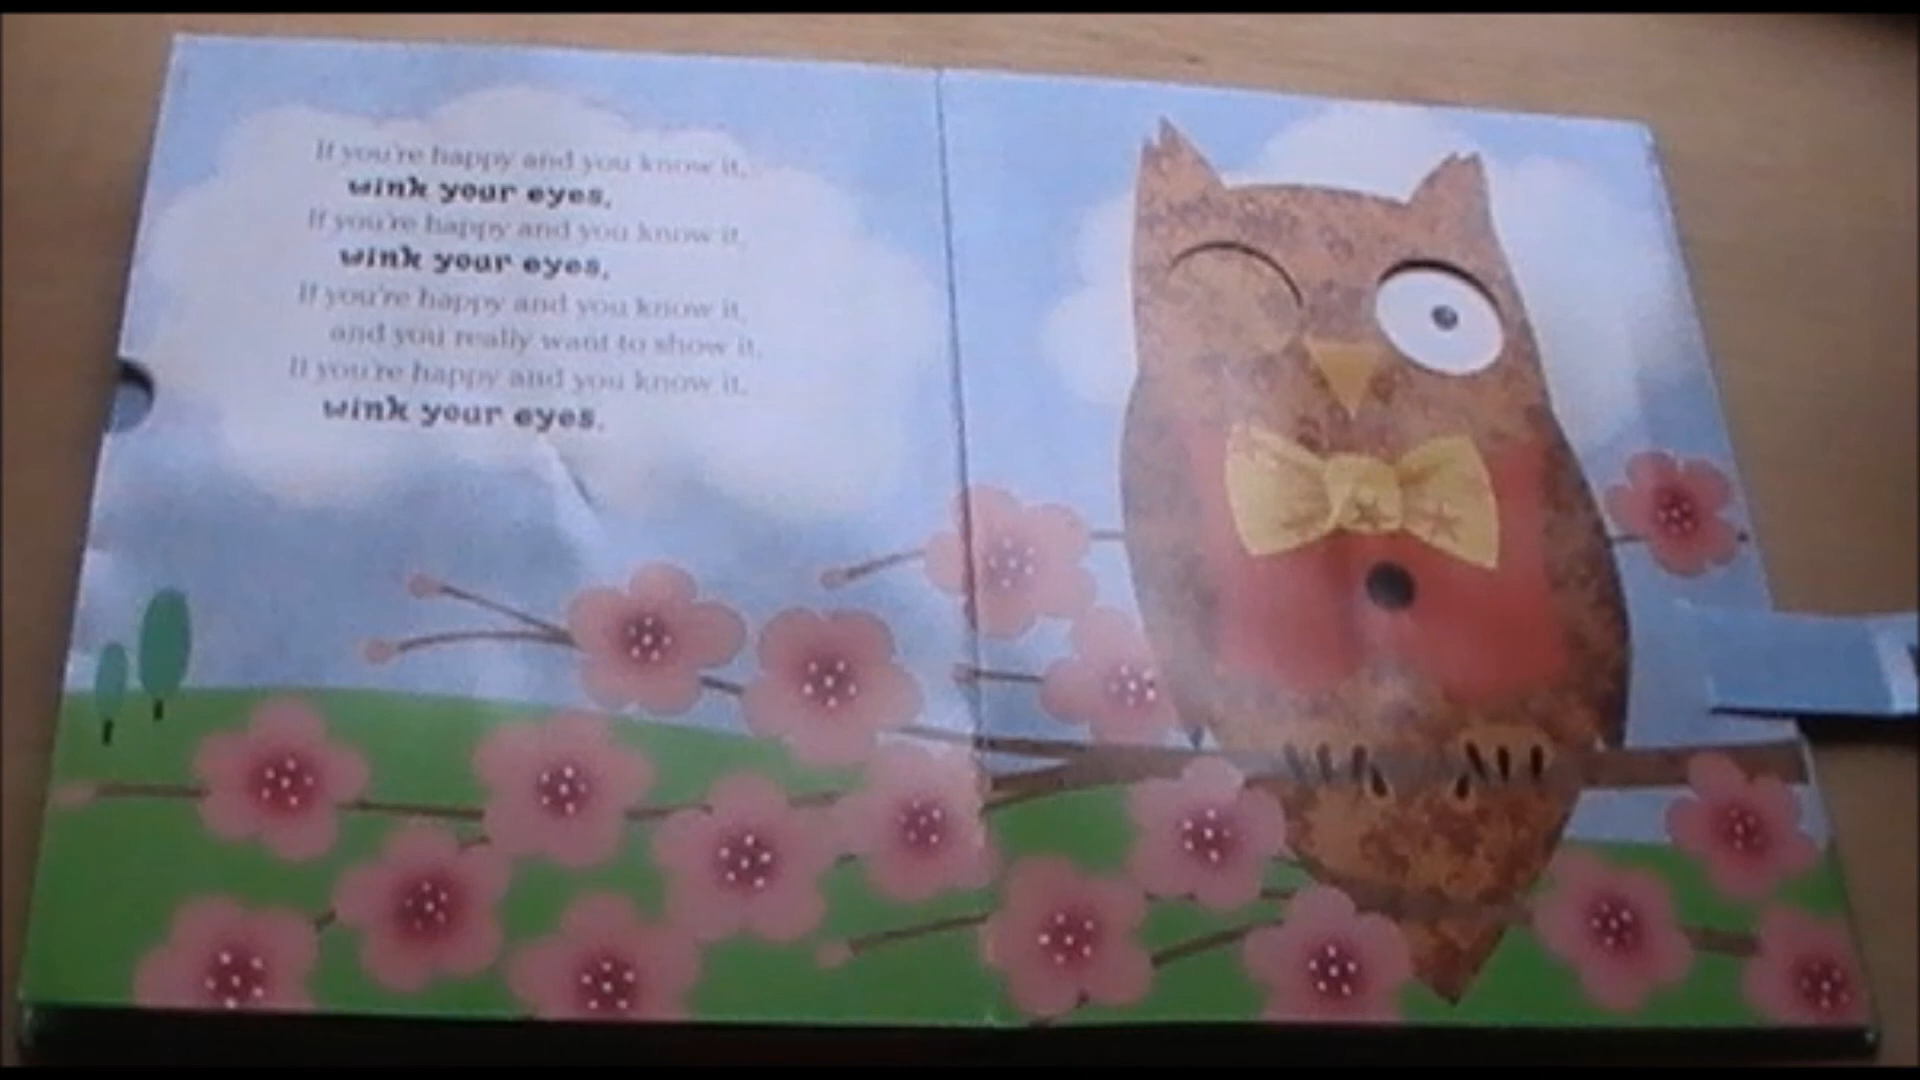 If you're happy and you know it,
wink your eyes,
If you're happy and you know it,
wink your eyes,
If you're happy and you know it,
and you really want to show it,
If you're happy and you know it,
wink your eyes.